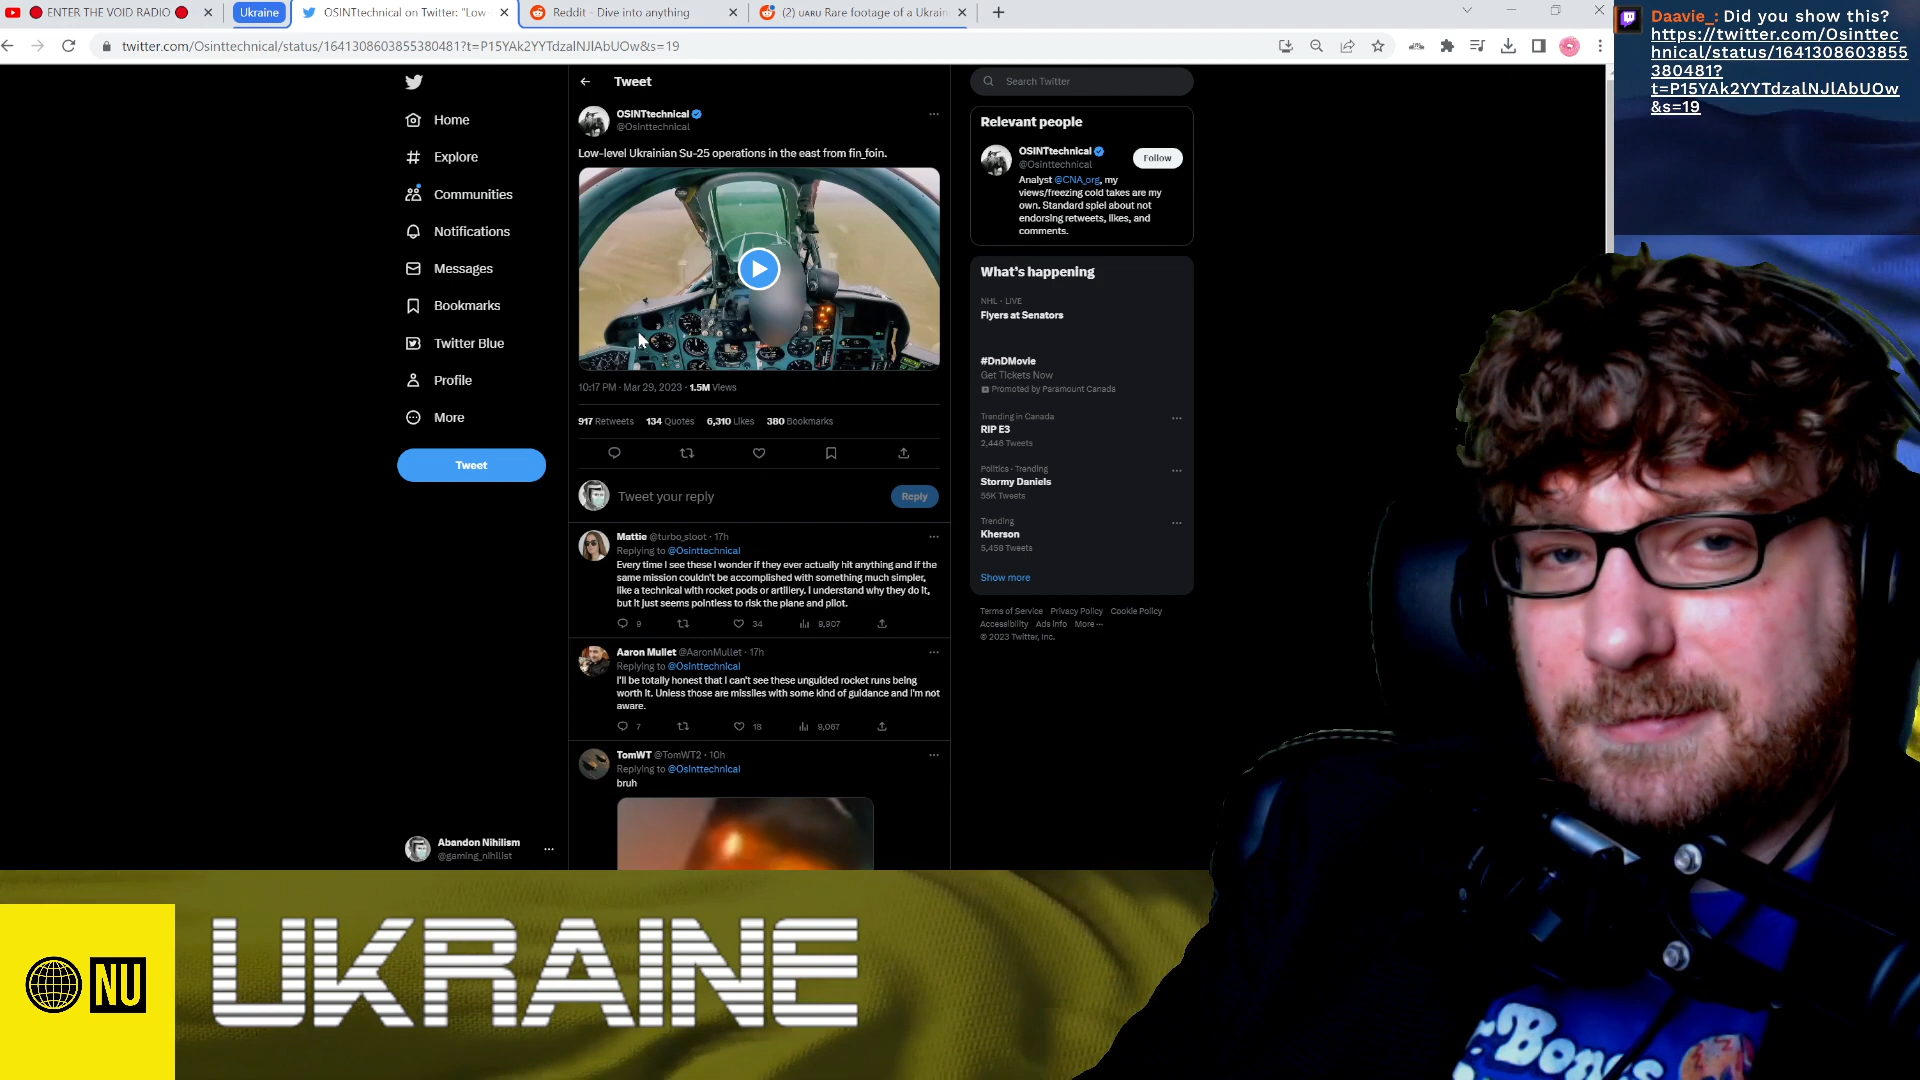 ENTER THE VOID RADIO
Ukraine
OSINTtechnical on Twitter: "Low
Reddit - Dive into anything
(2) UARU Rare footage of a Ukrain
twitter.com/Osinttechnical/status/1641308603855380481?t=P15YAk2YYTdzalNJlAbUOw&s=19
Daavie_: Did you show this?
https://twitter.com/Osinttec
hnical/status/1641308603855
380481?
t=P15YAk2YYTdzalNJlAbUOw
&s=19
Home
Explore
Communities
Notifications
Messages
Bookmarks
Twitter Blue
Profile
More
Tweet
Abandon Nihilism
@gaming_nihilist
Tweet
OSINTtechnical
@Osinttechnical
Low-level Ukrainian Su-25 operations in the east from fin_foin.
10:17 PM · Mar 29, 2023 · 1.5M Views
917 Retweets 134 Quotes 6,310 Likes 380 Bookmarks
Tweet your reply
Reply
Mattie @turbo_sloot · 17h
Replying to @Osinttechnical
Every time I see these I wonder if they ever actually hit anything and if the
same mission couldn't be accomplished with something much simpler,
like a technical with rocket pods or artillery. I understand why they do it,
but it just seems pointless to risk the plane and pilot.
9 34 9,907
Aaron Mullet @AaronMullet · 17h
Replying to @Osinttechnical
I'll be totally honest that I can't see these unguided rocket runs being
worth it. Unless those are missiles with some kind of guidance and I'm not
aware.
7 18 9,067
TomWT @TomWT2 · 10h
Replying to @Osinttechnical
bruh
Search Twitter
Relevant people
OSINTtechnical
@Osinttechnical
Follow
Analyst @CNA_org, my
views/freezing cold takes are my
own. Standard spiel about not
endorsing retweets, likes, and
comments.
What's happening
NHL · LIVE
Flyers at Senators
#DnDMovie
Get Tickets Now
Promoted by Paramount Canada
Trending in Canada
RIP E3
2,446 Tweets
Politics · Trending
Stormy Daniels
55K Tweets
Trending
Kherson
5,458 Tweets
Show more
Terms of Service Privacy Policy Cookie Policy
Accessibility Ads info More ···
© 2023 Twitter, Inc.
NU
UKRAINE